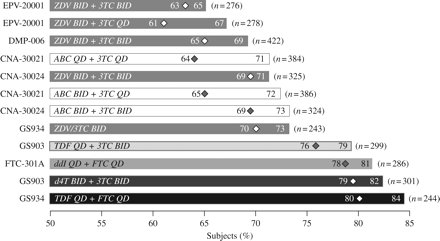 EPV-20001 ZDV BID + 3TC BID 63 65 (n=276)
EPV-20001 ZDV BID + 3TC QD 61 67 (n=278)
DMP-006 ZDV BID + 3TC BID 65 69 (n=422)
CNA-30021 ABC QD + 3TC QD 64 71 (n=384)
CNA-30024 ZDV BID + 3TC BID 69 71 (n=325)
CNA-30021 ABC BID + 3TC QD 65 72 (n=386)
CNA-30024 ABC BID + 3TC BID 69 73 (n=324)
GS934 ZDV/3TC BID 70 73 (n=243)
GS903 TDF QD + 3TC BID 76 79 (n=299)
FTC-301A ddI QD + FTC QD 78 81 (n=286)
GS903 d4T BID + 3TC BID 79 82 (n=301)
GS934 TDF QD + FTC QD 80 84 (n=244)
50 55 60 65 70 75 80 85
Subjects (%)